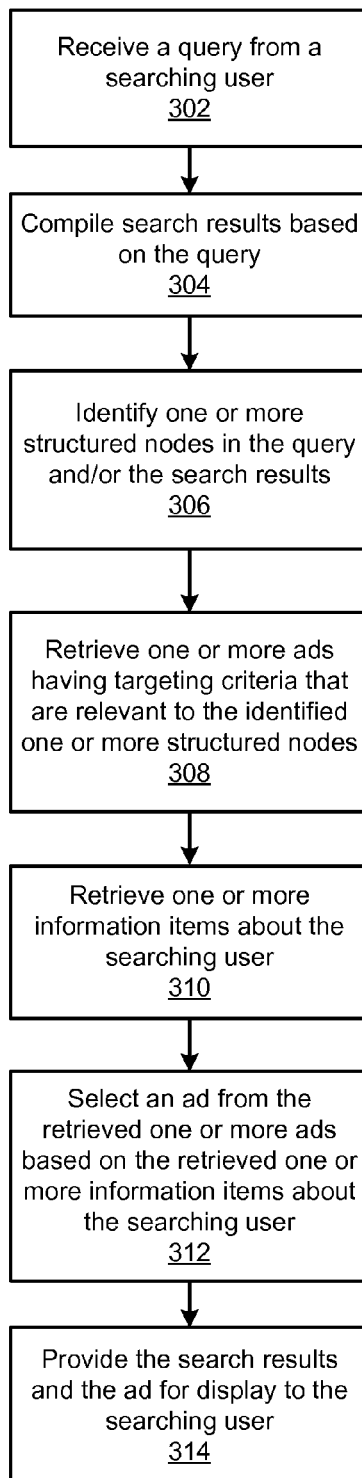 Receive a query from a
searching user
302
Compile search results based
on the query
304
Identify one or more
structured nodes in the query
and/or the search results
306
Retrieve one or more ads
having targeting criteria that
are relevant to the identified
one or more structured nodes
308
Retrieve one or more
information items about the
searching user
310
Select an ad from the
retrieved one or more ads
based on the retrieved one or
more information items about
the searching user
312
Provide the search results
and the ad for display to the
searching user
314